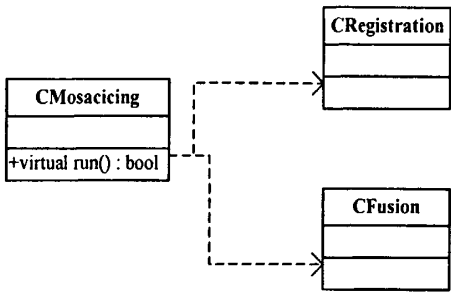 CRegistration
CMosacicing
+virtual run() : bool
CFusion